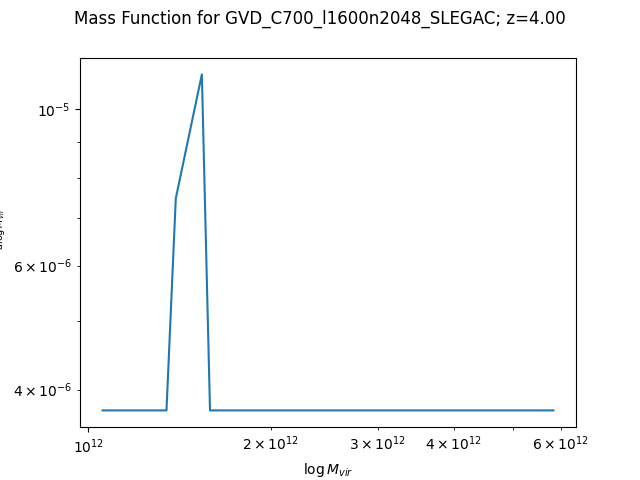 Mass Function for GVD_C700_l1600n2048_SLEGAC; z=4.00
10⁻⁵
6 × 10⁻⁶
4 × 10⁻⁶
10¹² 2 × 10¹² 3 × 10¹² 4 × 10¹² 6 × 10¹²
log M_vir